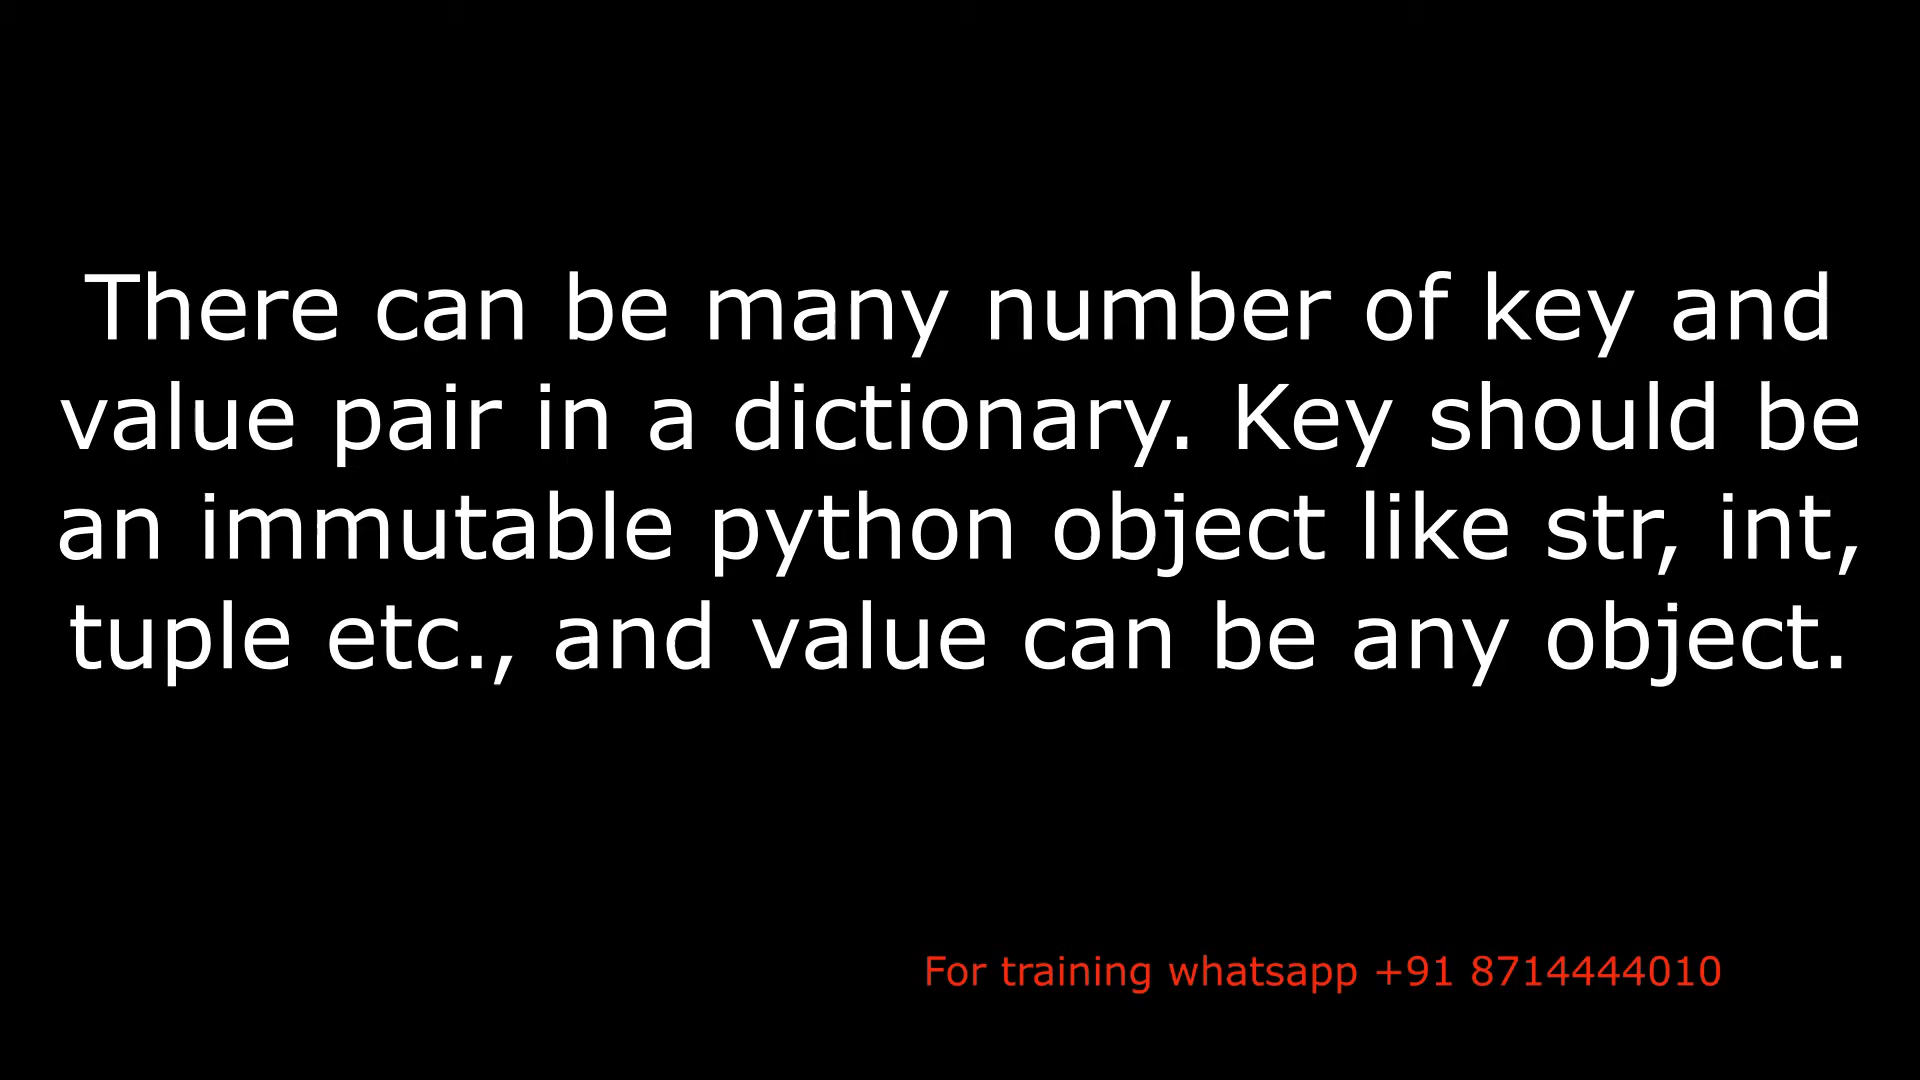 There can be many number of key and
value pair in a dictionary. Key should be
an immutable python object like str, int,
tuple etc., and value can be any object.
For training whatsapp +91 8714444010